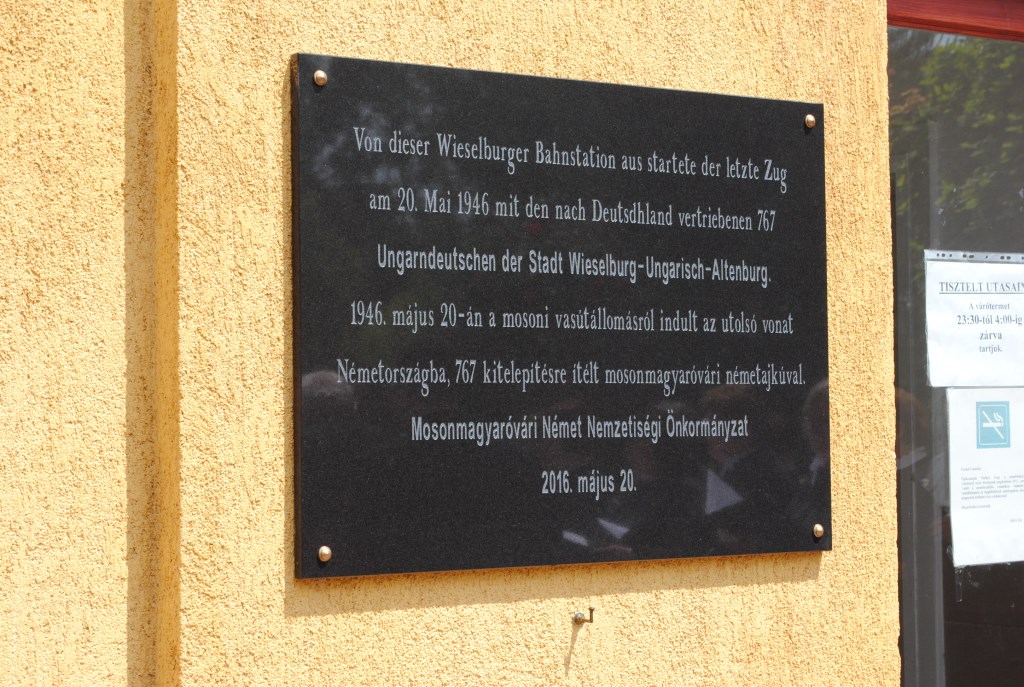 Von dieser Wieselburger Bahnstation aus startete der letzte Zug
am 20. Mai 1946 mit den nach Deutsdhland vertriebenen 767
Ungarndeutschen der Stadt Wieselburg-Ungarisch-Altenburg.
1946. május 20-án a mosoni vasútállomásról indult az utolsó vonat
Németországba, 767 kitelepítésre ítélt mosonmagyaróvári németajkúval.
Mosonmagyaróvári Német Nemzetiségi Önkormányzat
2016. május 20.
TISZTELT UTASAIN
A várótermet
23:30-tól 4:00-ig
zárva
tartjuk.